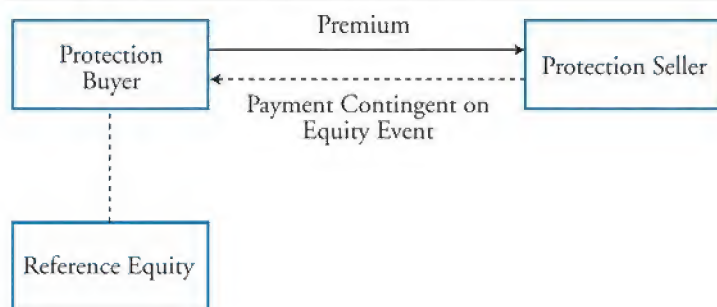 Premium
Protection
Buyer
Protection Seller
Payment Contingent on
Equity Event
Reference Equity